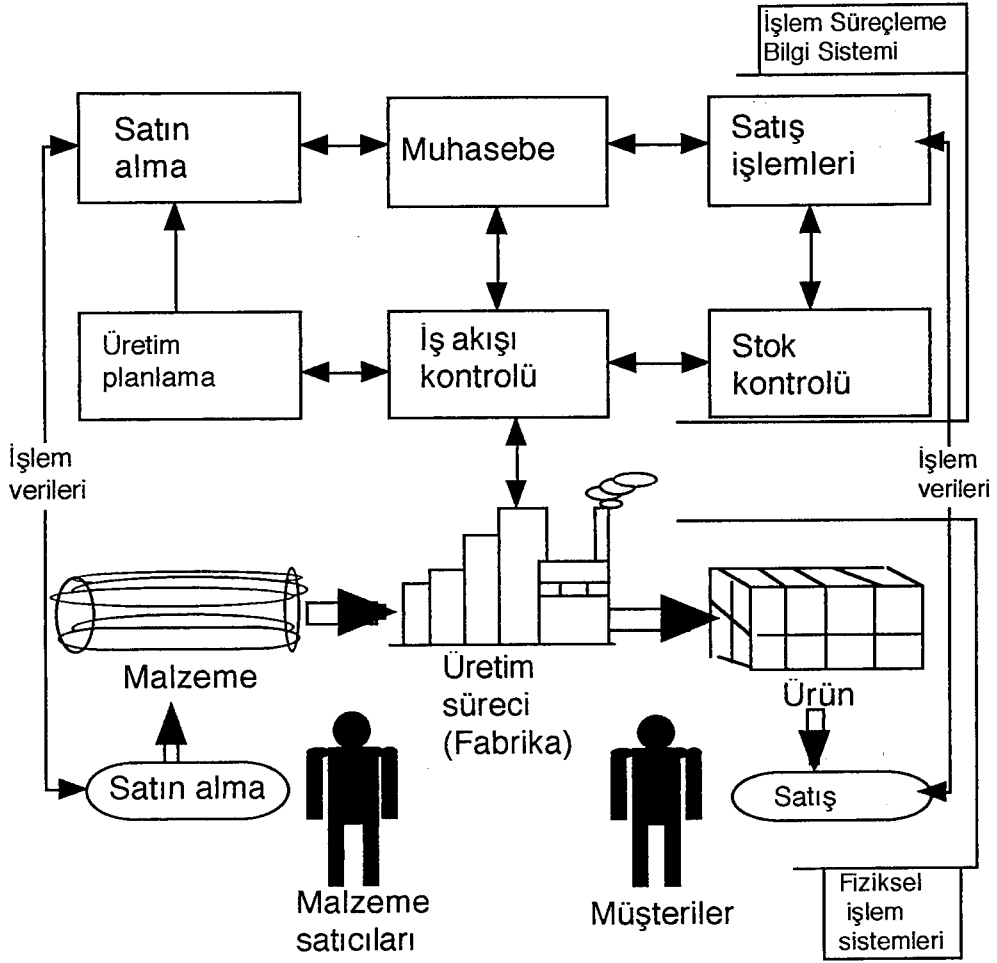 İşlem Süreçleme
Bilgi Sistemi
Satın
alma
Muhasebe
Satış
işlemleri
Üretim
planlama
İş akışı
kontrolü
Stok
kontrolü
İşlem
verileri
İşlem
verileri
Malzeme
Üretim
süreci
(Fabrika)
Ürün
Satın alma
Satış
Malzeme
satıcıları
Müşteriler
Fiziksel
işlem
sistemleri